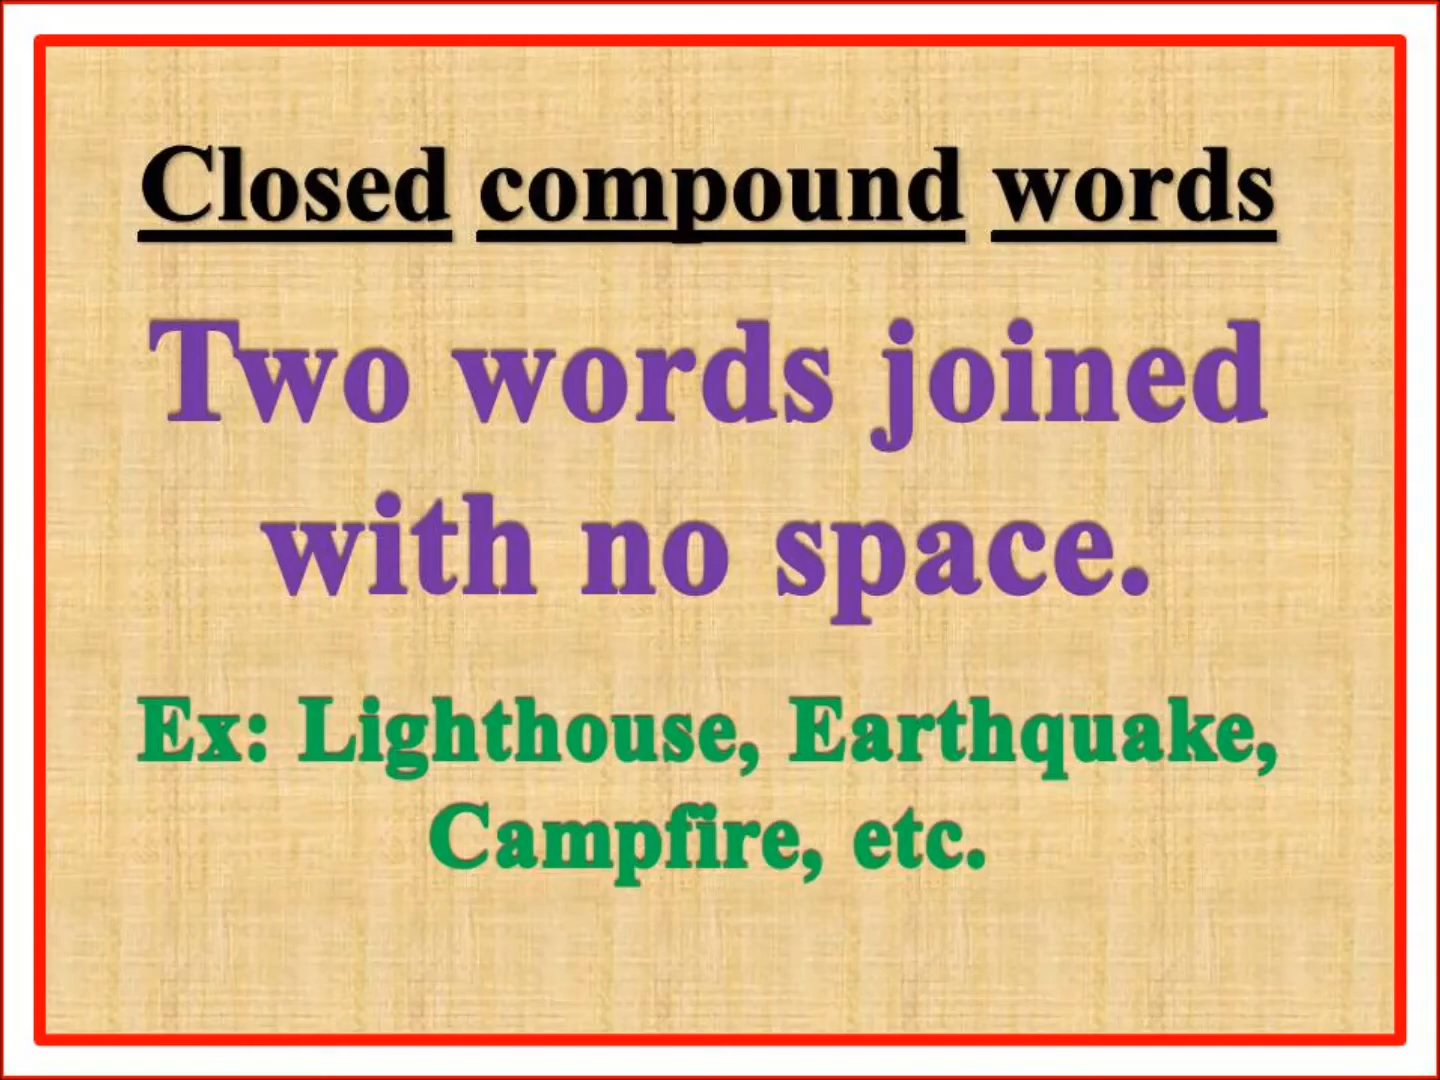 Closed compound words
Two words joined
with no space.
Ex: Lighthouse, Earthquake,
Campfire, etc.